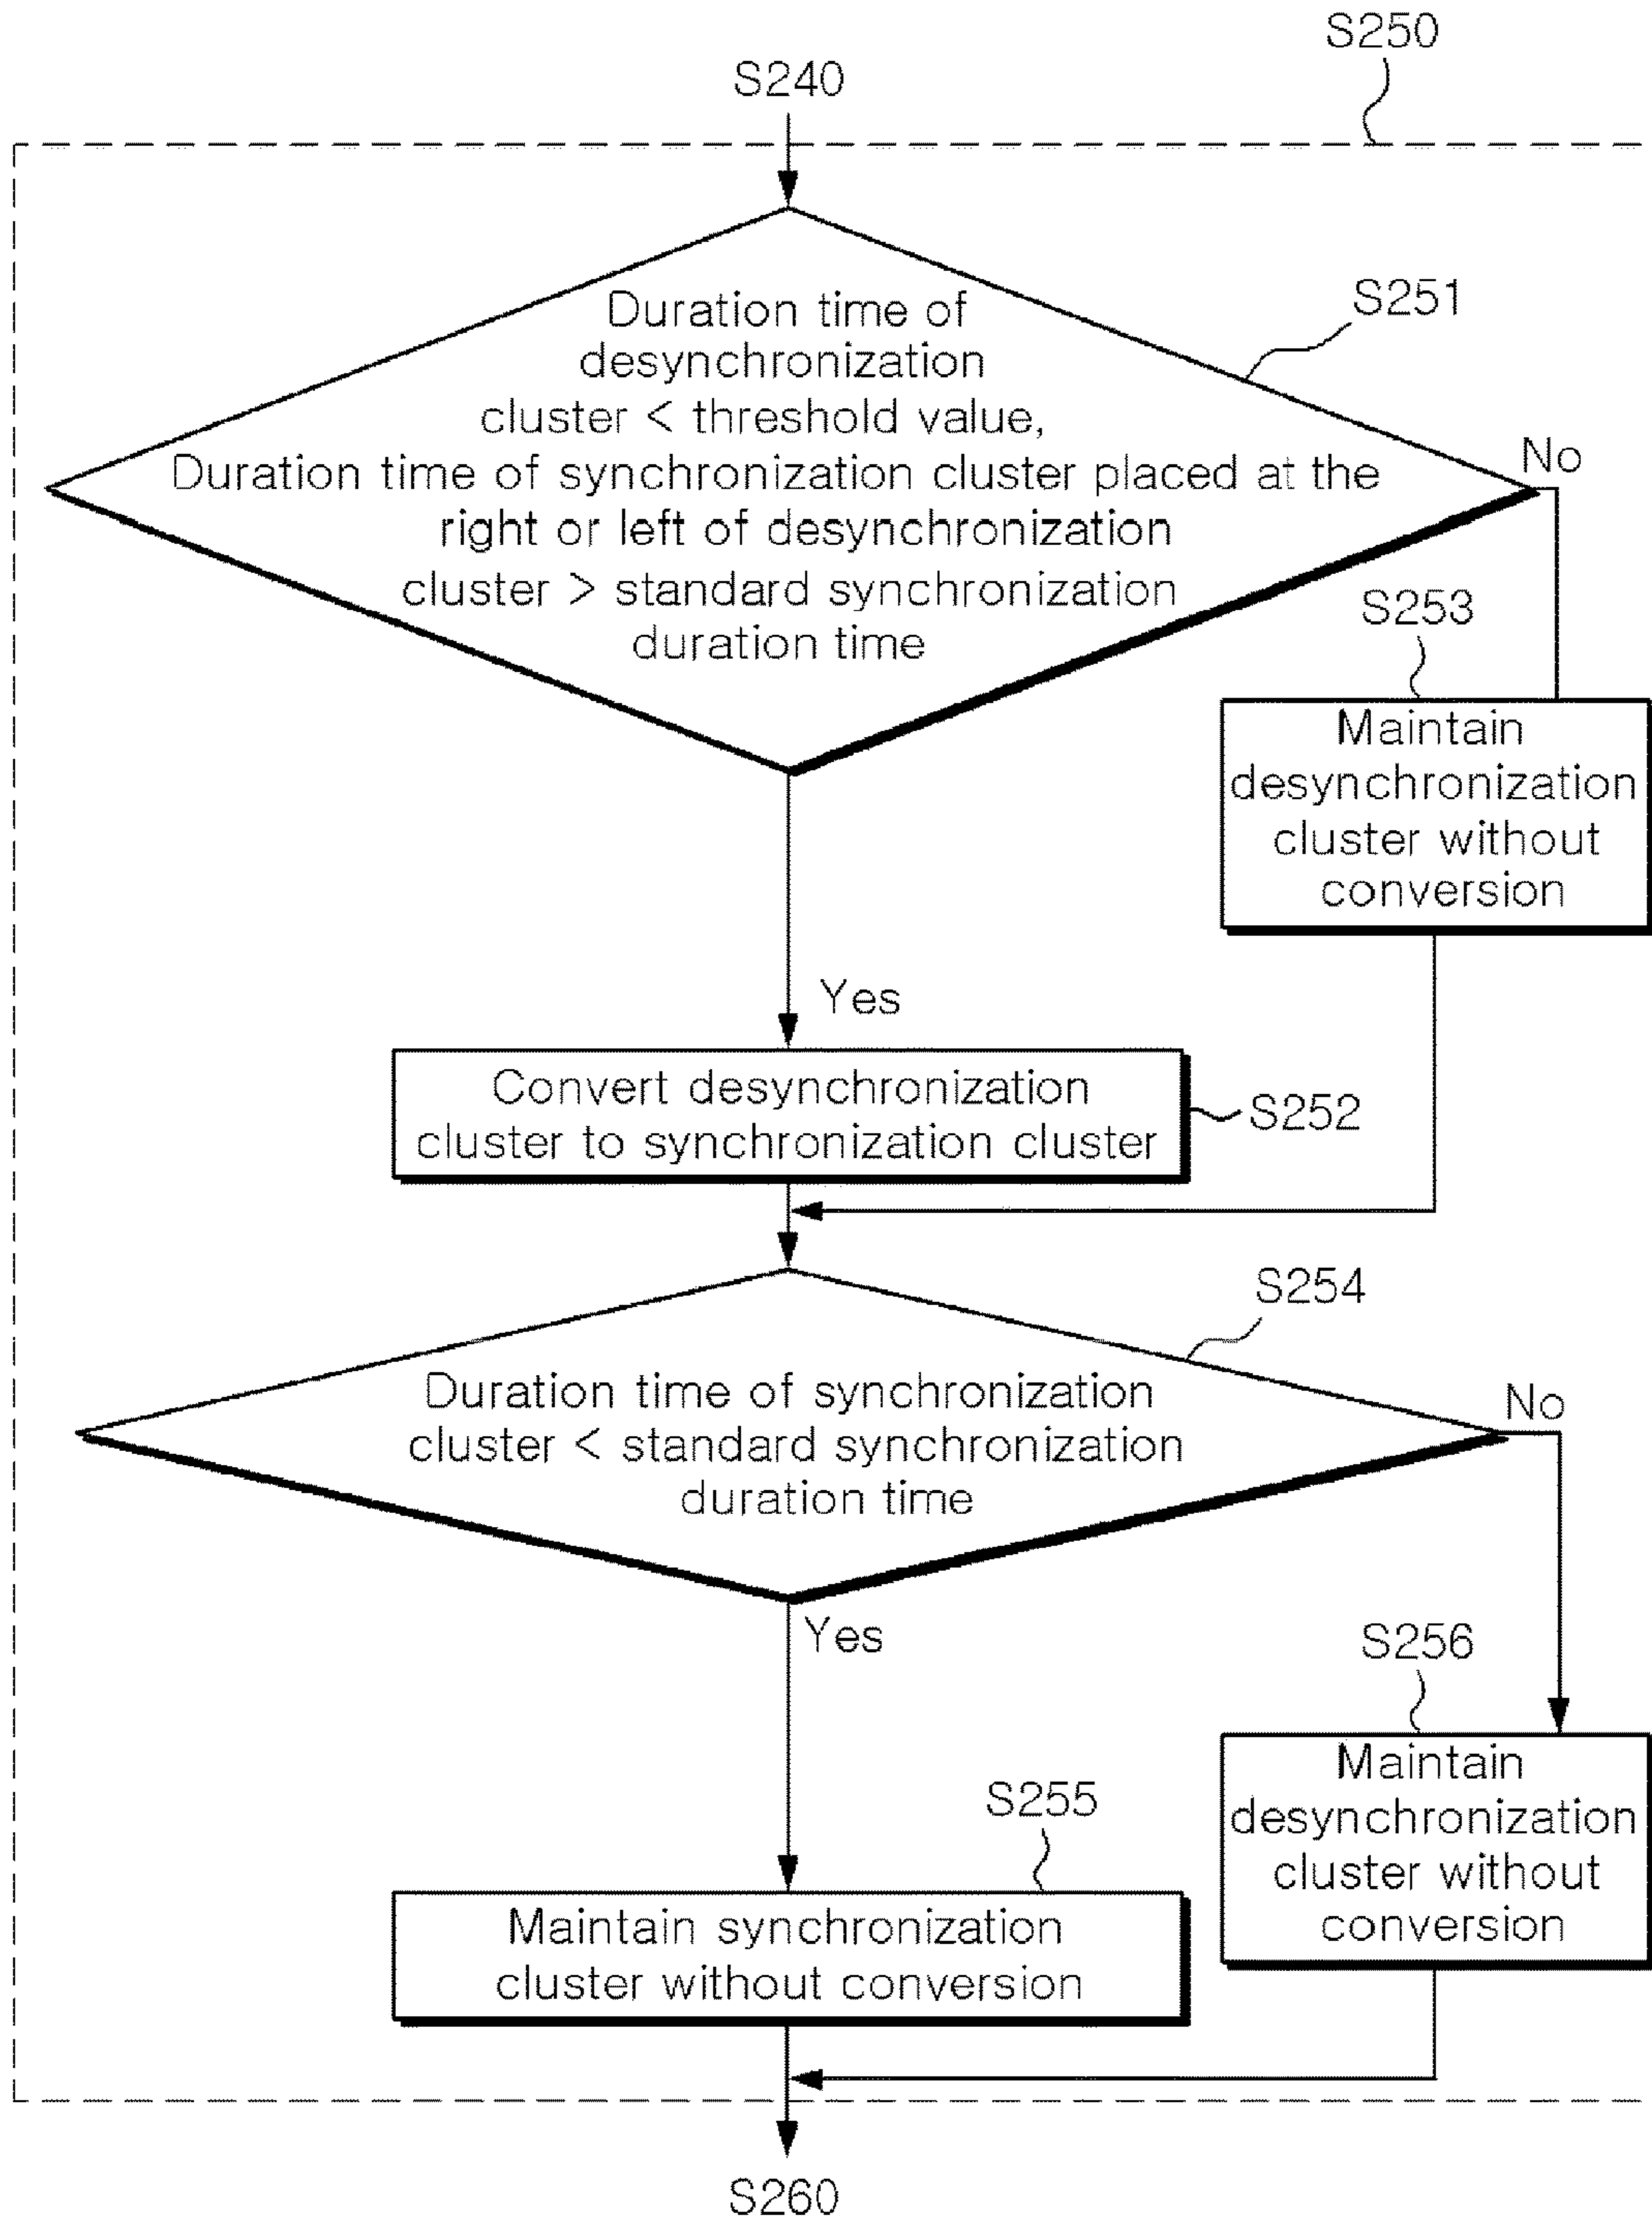 S250
S240
S251
Duration time of
desynchronization
cluster < threshold value,
Duration time of synchronization cluster placed at the
right or left of desynchronization
cluster > standard synchronization
duration time
No
S253
Maintain
desynchronization
cluster without
conversion
Yes
Convert desynchronization
cluster to synchronization cluster
S252
S254
Duration time of synchronization
cluster < standard synchronization
duration time
No
Yes
S256
Maintain
desynchronization
cluster without
conversion
S255
Maintain synchronization
cluster without conversion
S260